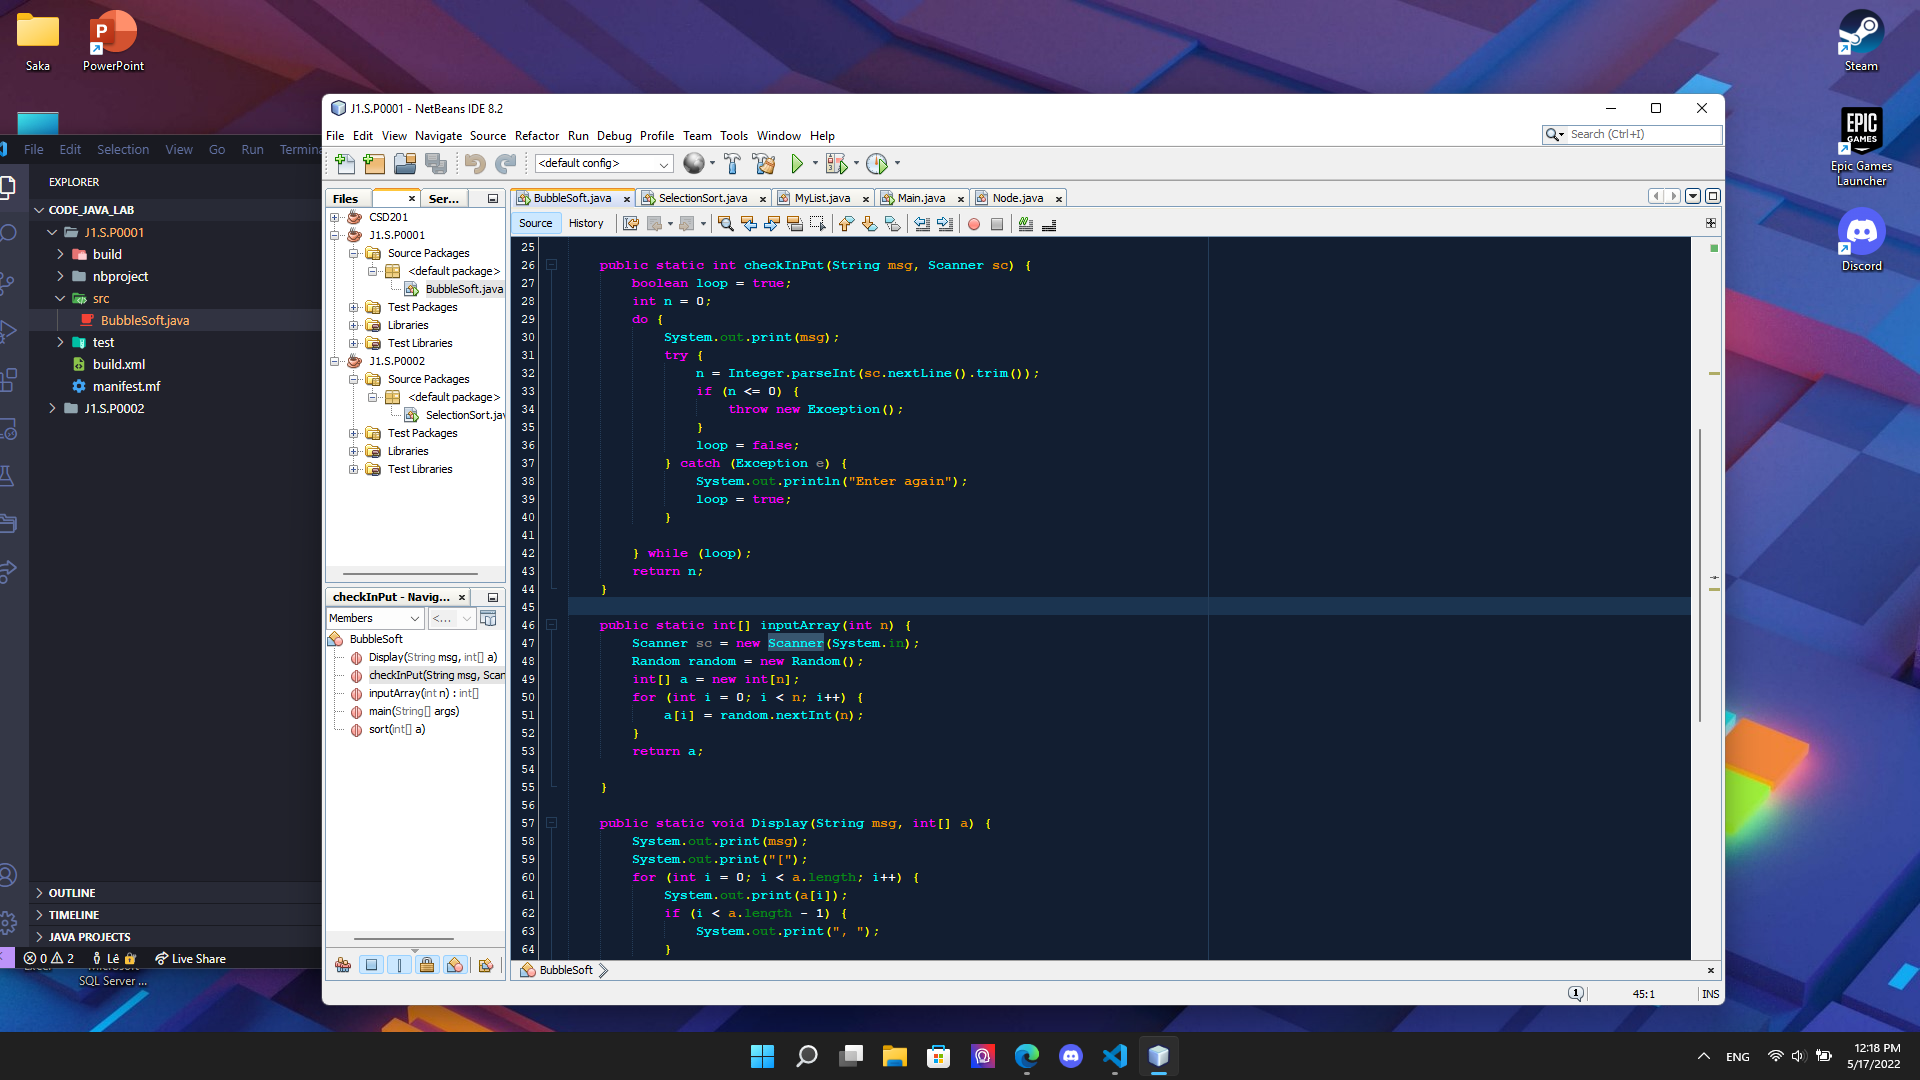 Saka
PowerPoint
Steam
EPIC
GAMES
Epic Games
Launcher
Discord
File Edit Selection View Go Run Termina
EXPLORER
CODE_JAVA_LAB
J1.S.P0001
build
nbproject
src
BubbleSoft.java
test
build.xml
manifest.mf
J1.S.P0002
OUTLINE
TIMELINE
JAVA PROJECTS
0 2 Lê Live Share
SQL Server ...
J1.S.P0001 - NetBeans IDE 8.2
File Edit View Navigate Source Refactor Run Debug Profile Team Tools Window Help
Search (Ctrl+I)
<default config>
Files
Ser...
CSD201
J1.S.P0001
Source Packages
<default package>
BubbleSoft.java
Test Packages
Libraries
Test Libraries
J1.S.P0002
Source Packages
<default package>
SelectionSort.jav
Test Packages
Libraries
Test Libraries
checkInPut - Navig...
Members <...
BubbleSoft
Display(String msg, int[] a)
checkInPut(String msg, Scan
inputArray(int n) : int[]
main(String[] args)
sort(int[] a)
BubbleSoft.java SelectionSort.java MyList.java Main.java Node.java
Source History
25
26 public static int checkInPut(String msg, Scanner sc) {
27 boolean loop = true;
28 int n = 0;
29 do {
30 System.out.print(msg);
31 try {
32 n = Integer.parseInt(sc.nextLine().trim());
33 if (n <= 0) {
34 throw new Exception();
35 }
36 loop = false;
37 } catch (Exception e) {
38 System.out.println("Enter again");
39 loop = true;
40 }
41
42 } while (loop);
43 return n;
44 }
45
46 public static int[] inputArray(int n) {
47 Scanner sc = new Scanner(System.in);
48 Random random = new Random();
49 int[] a = new int[n];
50 for (int i = 0; i < n; i++) {
51 a[i] = random.nextInt(n);
52 }
53 return a;
54
55 }
56
57 public static void Display(String msg, int[] a) {
58 System.out.print(msg);
59 System.out.print("[");
60 for (int i = 0; i < a.length; i++) {
61 System.out.print(a[i]);
62 if (i < a.length - 1) {
63 System.out.print(", ");
64 }
BubbleSoft
1 45:1 INS
ENG
12:18 PM
5/17/2022